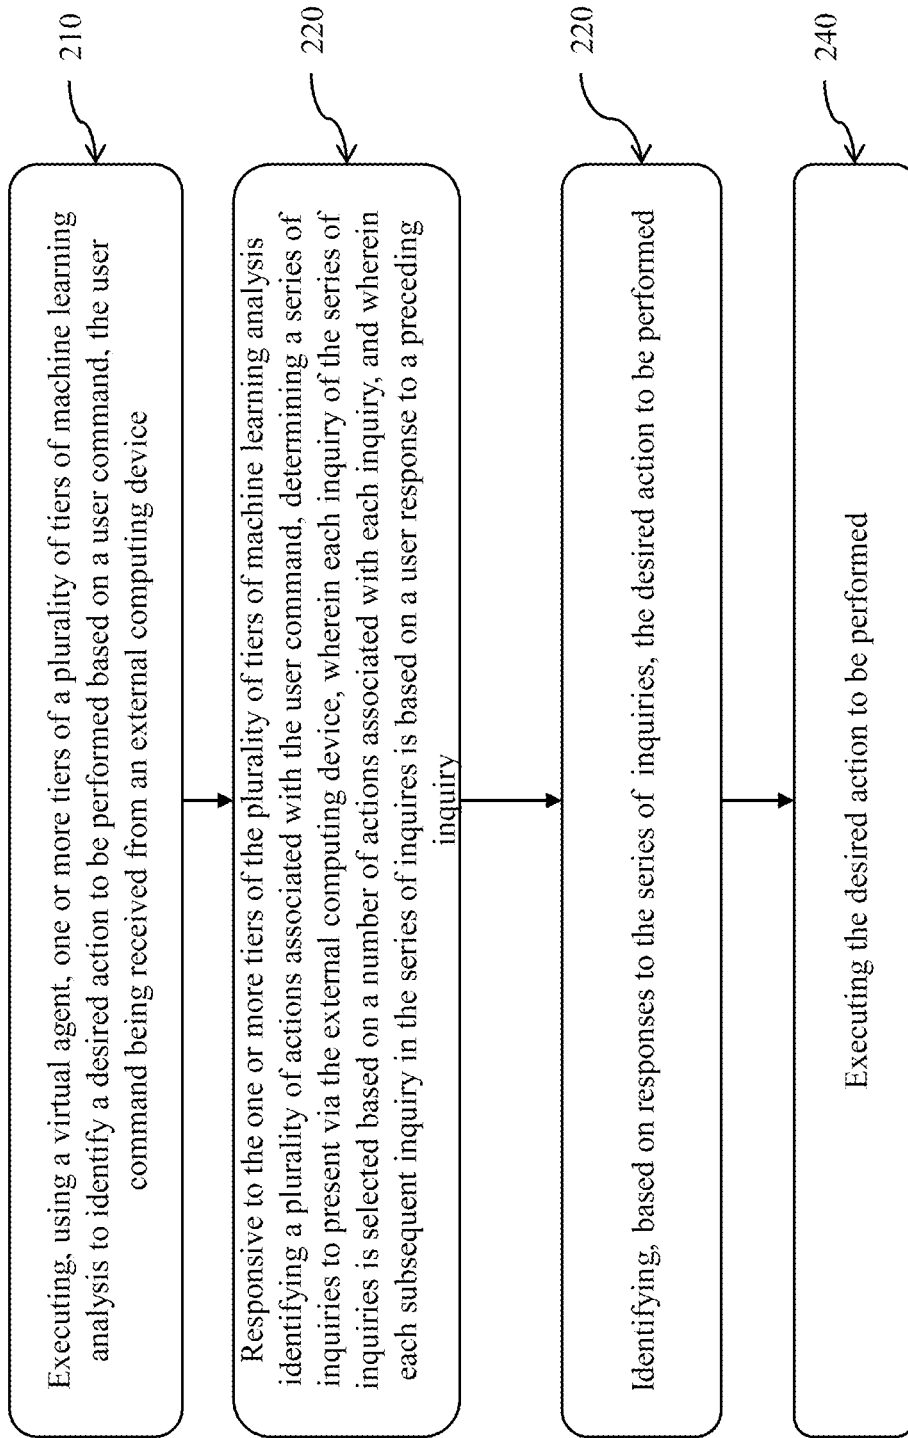 Executing, using a virtual agent, one or more tiers of a plurality of tiers of machine learning
analysis to identify a desired action to be performed based on a user command, the user
command being received from an external computing device
210
Responsive to the one or more tiers of the plurality of tiers of machine learning analysis
identifying a plurality of actions associated with the user command, determining a series of
inquiries to present via the external computing device, wherein each inquiry of the series of
inquiries is selected based on a number of actions associated with each inquiry, and wherein
each subsequent inquiry in the series of inquires is based on a user response to a preceding
inquiry
220
Identifying, based on responses to the series of inquiries, the desired action to be performed
220
Executing the desired action to be performed
240